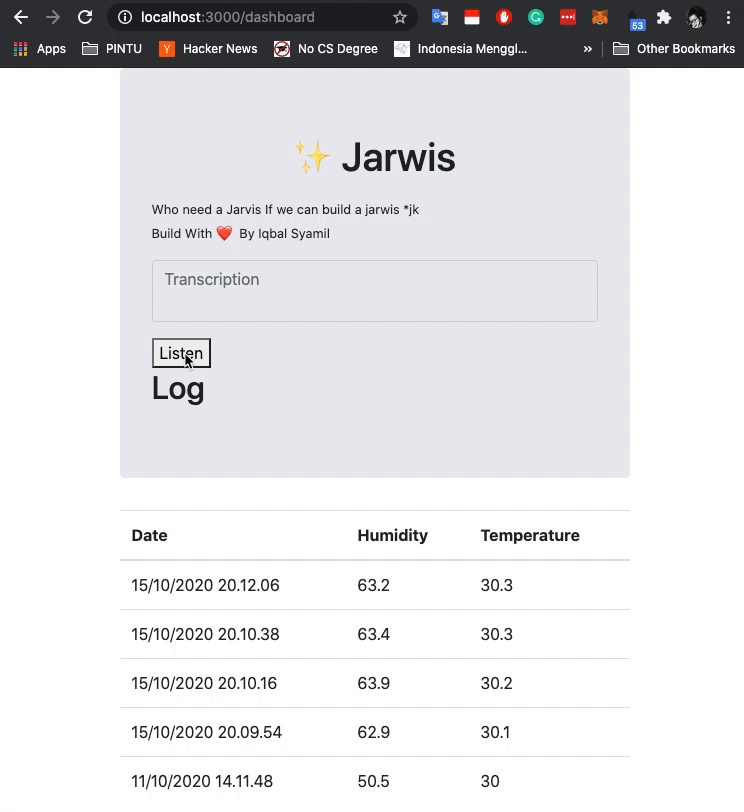 localhost:3000/dashboard
53
Apps PINTU Hacker News No CS Degree Indonesia Menggl... » Other Bookmarks
✨ Jarwis
Who need a Jarvis If we can build a jarwis *jk
Build With ❤️ By Iqbal Syamil
Transcription
Listen
Log
Date Humidity Temperature
15/10/2020 20.12.06 63.2 30.3
15/10/2020 20.10.38 63.4 30.3
15/10/2020 20.10.16 63.9 30.2
15/10/2020 20.09.54 62.9 30.1
11/10/2020 14.11.48 50.5 30